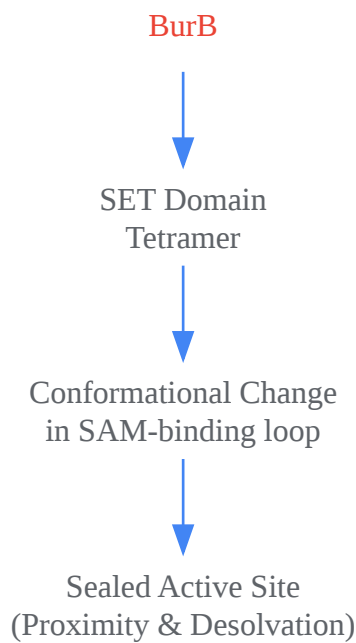 BurB
SET Domain
Tetramer
Conformational Change
in SAM-binding loop
Sealed Active Site
(Proximity & Desolvation)